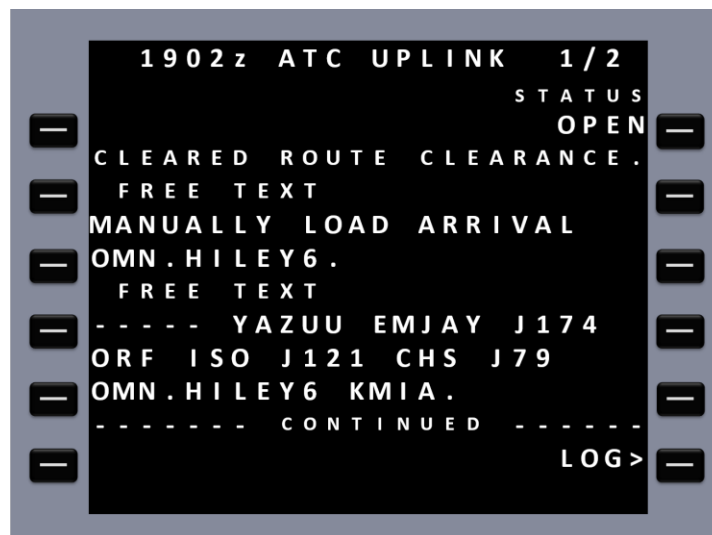 1902z ATC UPLINK 1/2
STATUS
OPEN
CLEARED ROUTE CLEARANCE.
FREE TEXT
MANUALLY LOAD ARRIVAL
OMN.HILEY6.
FREE TEXT
----- YAZUU EMJAY J174
ORF ISO J121 CHS J79
OMN.HILEY6 KMIA.
------- CONTINUED ------
LOG>